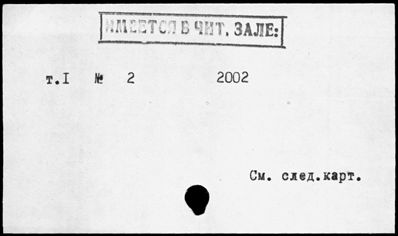 ИМЕЕТСЯ В ЧИТ. ЗАЛЕ:
т.I № 2 2002
См. след.карт.